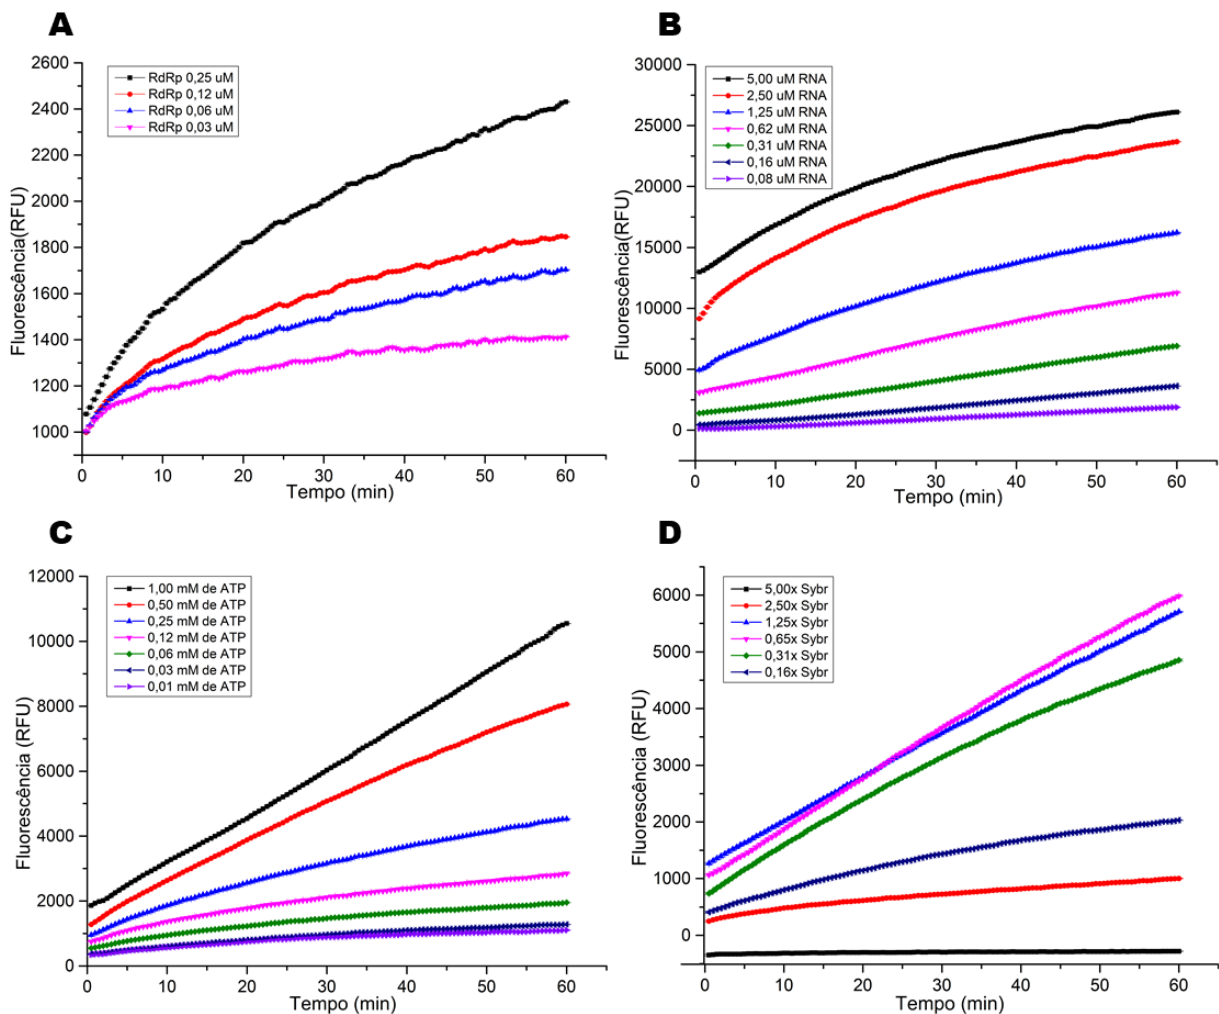 A
2600
2400
2200
2000
1800
1600
1400
1200
1000
Fluorescência(RFU)
RdRp 0,25 uM
RdRp 0,12 uM
RdRp 0,06 uM
RdRp 0,03 uM
0 10 20 30 40 50 60
Tempo (min)
B
30000
25000
20000
15000
10000
5000
0
Fluorescência(RFU)
5,00 uM RNA
2,50 uM RNA
1,25 uM RNA
0,62 uM RNA
0,31 uM RNA
0,16 uM RNA
0,08 uM RNA
0 10 20 30 40 50 60
Tempo (min)
C
12000
10000
8000
6000
4000
2000
0
Fluorescência (RFU)
1,00 mM de ATP
0,50 mM de ATP
0,25 mM de ATP
0,12 mM de ATP
0,06 mM de ATP
0,03 mM de ATP
0,01 mM de ATP
0 10 20 30 40 50 60
Tempo (min)
D
6000
5000
4000
3000
2000
1000
0
Fluorescência (RFU)
5,00x Sybr
2,50x Sybr
1,25x Sybr
0,65x Sybr
0,31x Sybr
0,16x Sybr
0 10 20 30 40 50 60
Tempo (min)